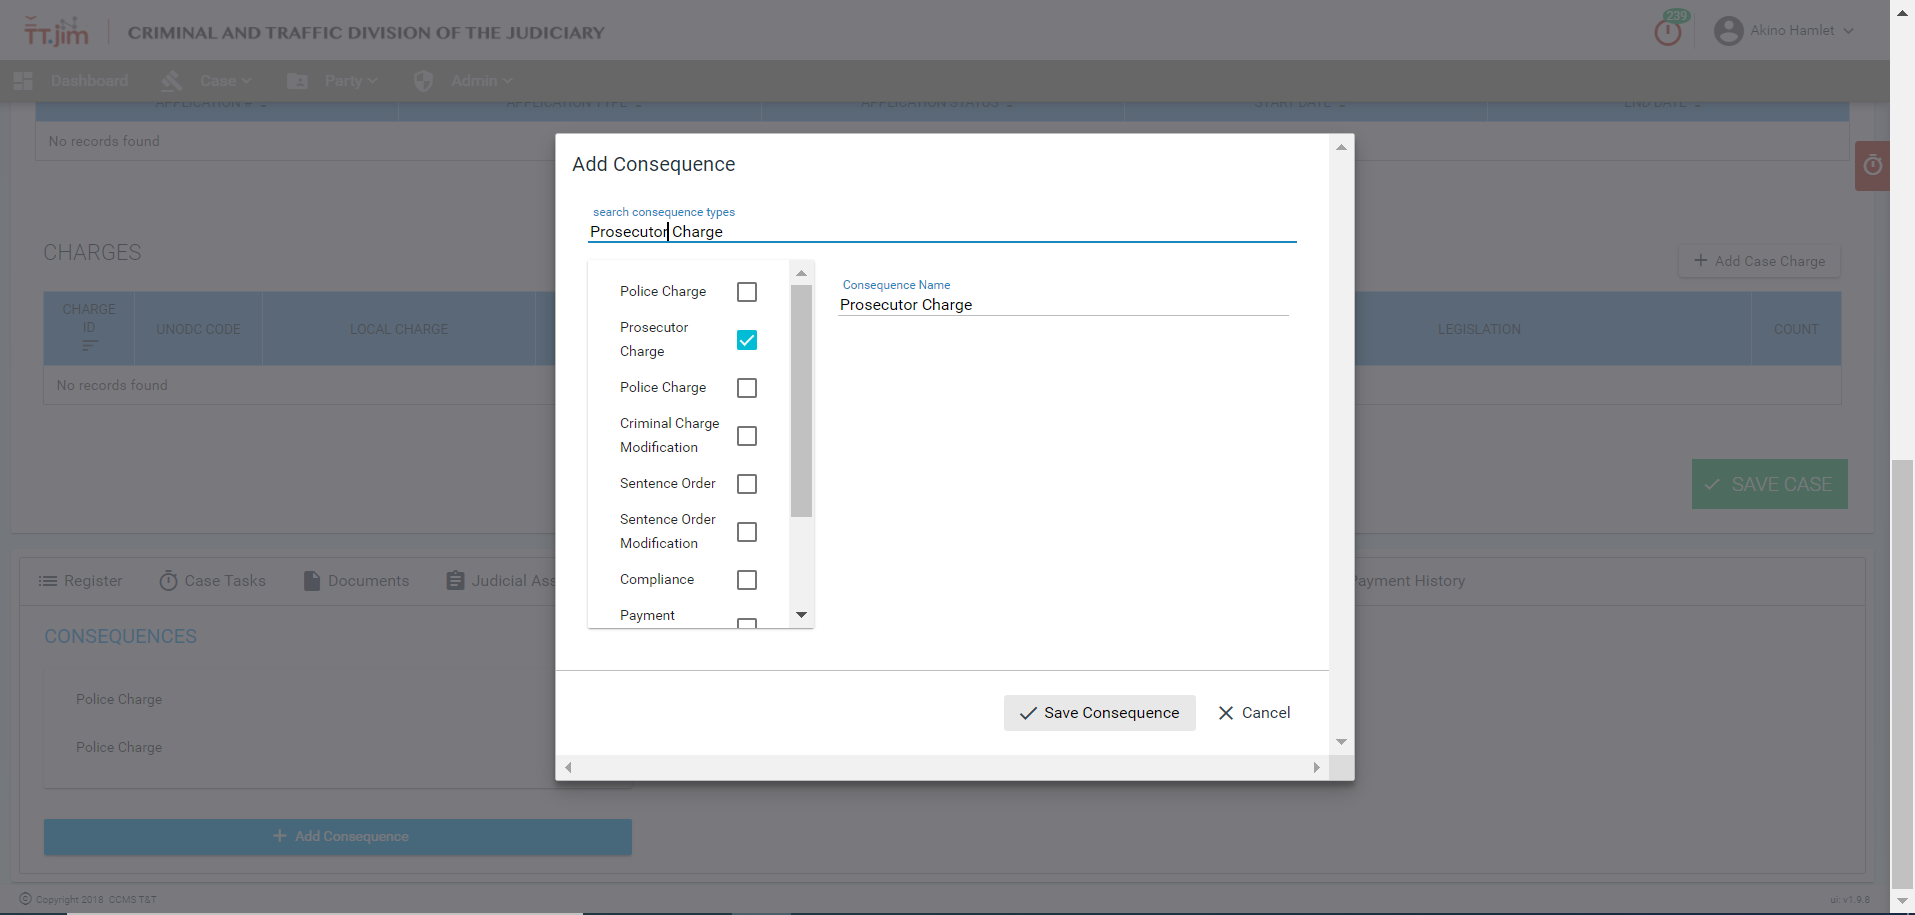 TT.jim
CRIMINAL AND TRAFFIC DIVISION OF THE JUDICIARY
239
Akino Hamlet
Dashboard
Case
Party
Admin
APPLICATION #
APPLICATION TYPE
APPLICATION STATUS
START DATE
END DATE
No records found
CHARGES
Add Case Charge
CHARGE ID
UNODC CODE
LOCAL CHARGE
LEGISLATION
COUNT
No records found
SAVE CASE
Register
Case Tasks
Documents
Judicial Ass
Payment History
CONSEQUENCES
Police Charge
Police Charge
Add Consequence
Add Consequence
search consequence types
Prosecutor Charge
Police Charge
Prosecutor
Charge
Police Charge
Criminal Charge
Modification
Sentence Order
Sentence Order
Modification
Compliance
Payment
Consequence Name
Prosecutor Charge
Save Consequence
Cancel
© Copyright 2018 CCMS T&T
ui: v1.9.8